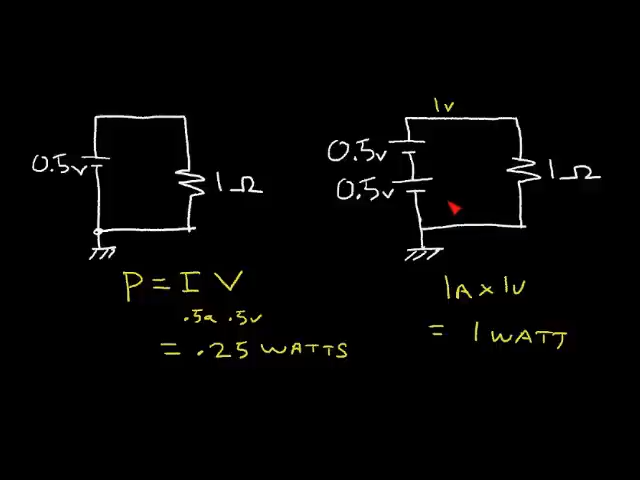 0.5v
1Ω
P = I V
.5a .5v
= .25 WATTS
1v
0.5v
0.5v
1Ω
1A x 1v
= 1 WATT